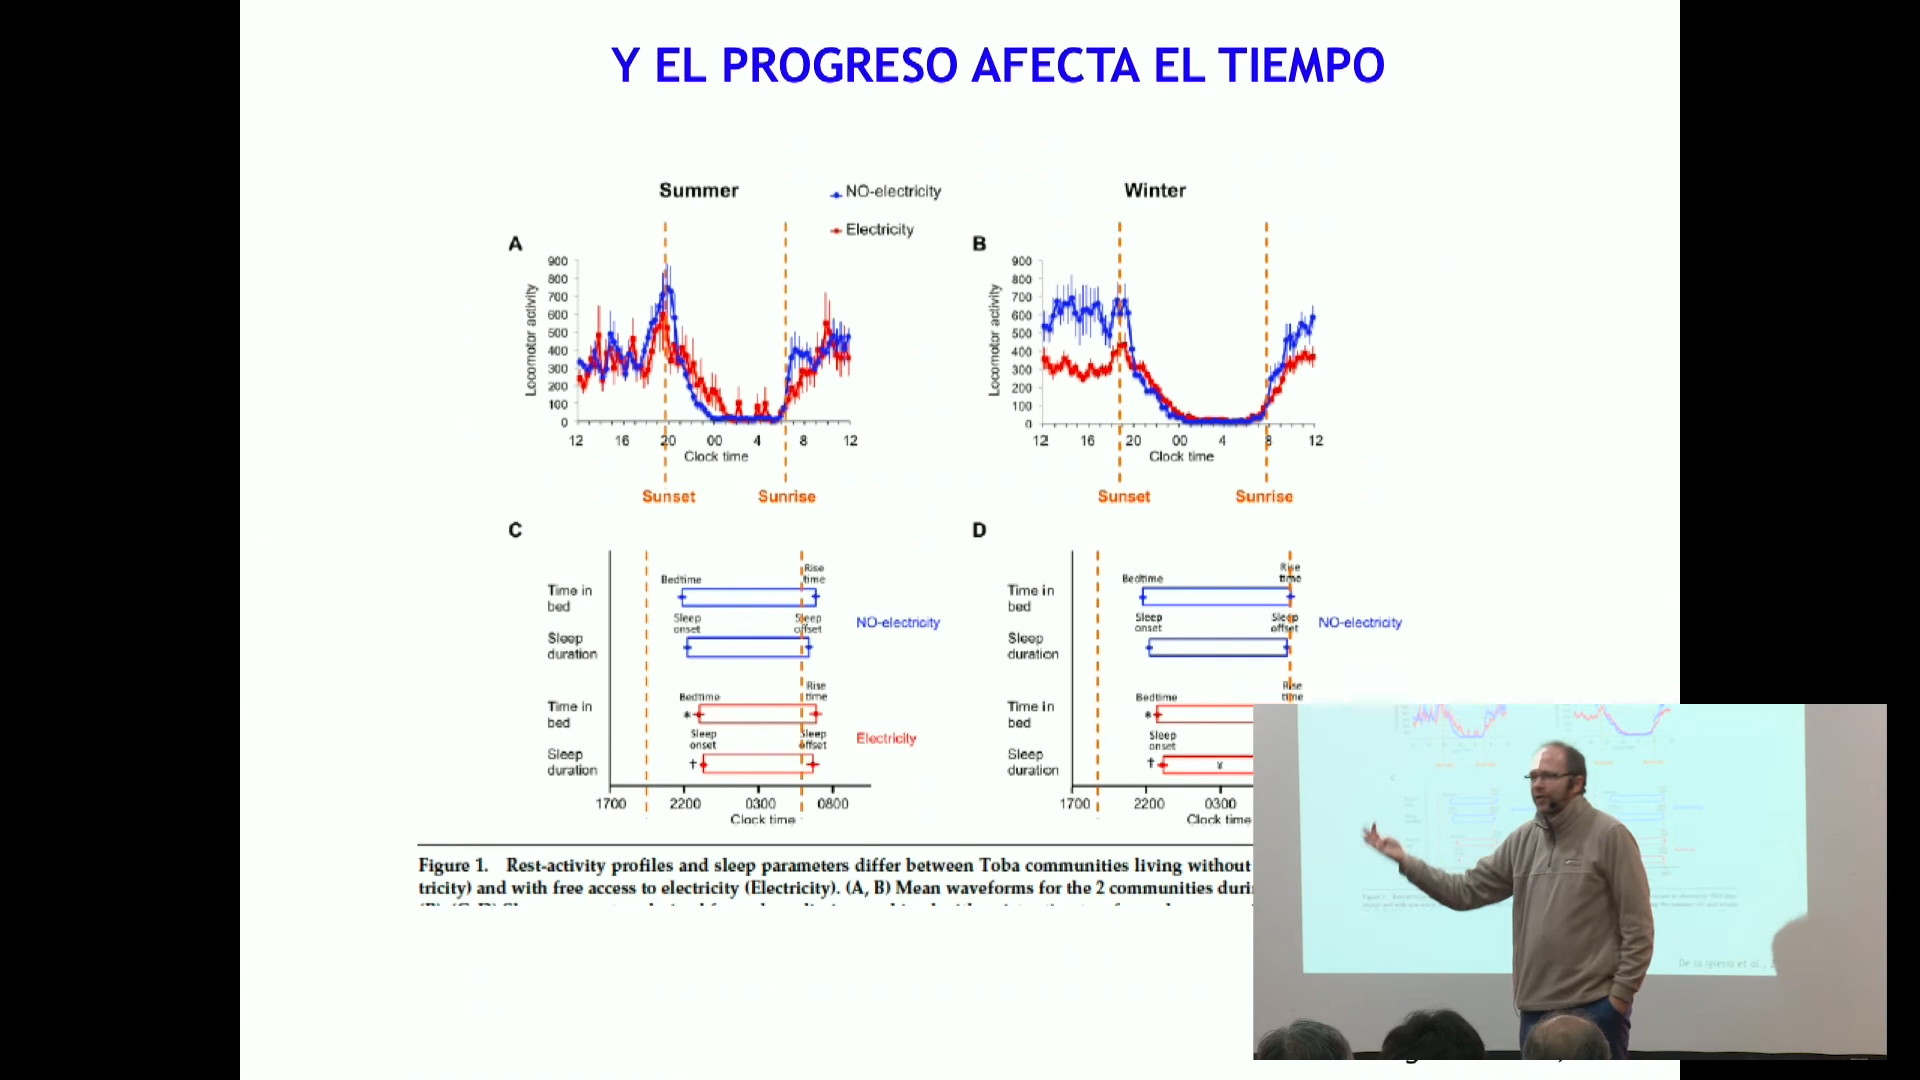 Y EL PROGRESO AFECTA EL TIEMPO
Summer
NO-electricity
Electricity
Winter
A
900
800
700
600
500
400
300
200
100
0
Locomotor activity
12 16 20 00 4 8 12
Clock time
Sunset Sunrise
B
900
800
700
600
500
400
300
200
100
0
Locomotor activity
12 16 20 00 4 8 12
Clock time
Sunset Sunrise
C
Time in
bed
Bedtime
Rise
time
Sleep
duration
Sleep
onset
Sleep
offset
NO-electricity
Time in
bed
Bedtime
Rise
time
*
Sleep
duration
Sleep
onset
Sleep
offset
†
Electricity
1700 2200 0300 0800
Clock time
D
Time in
bed
Bedtime
Rise
time
Sleep
duration
Sleep
onset
Sleep
offset
NO-electricity
Time in
bed
Bedtime
Rise
time
*
Sleep
duration
Sleep
onset
†
¥
1700 2200 0300
Clock time
Figure 1. Rest-activity profiles and sleep parameters differ between Toba communities living without
tricity) and with free access to electricity (Electricity). (A, B) Mean waveforms for the 2 communities duri
De la Iglesia et al.,